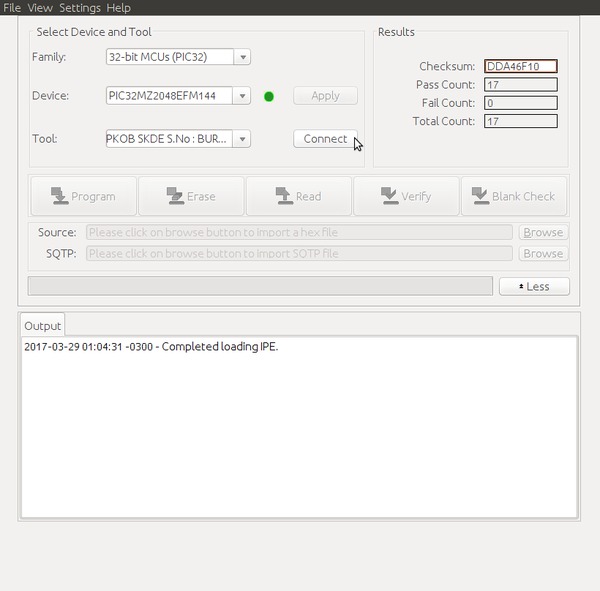 File View Settings Help
Select Device and Tool
Results
Family: 32-bit MCUs (PIC32)
Checksum: DDA46F10
Pass Count: 17
Device: PIC32MZ2048EFM144 Apply
Fail Count: 0
Total Count: 17
Tool: PKOB SKDE S.No : BUR... Connect
Program Erase Read Verify Blank Check
Source: Please click on browse button to import a hex file Browse
SQTP: Please click on browse button to import SQTP file Browse
Less
Output
2017-03-29 01:04:31 -0300 - Completed loading IPE.